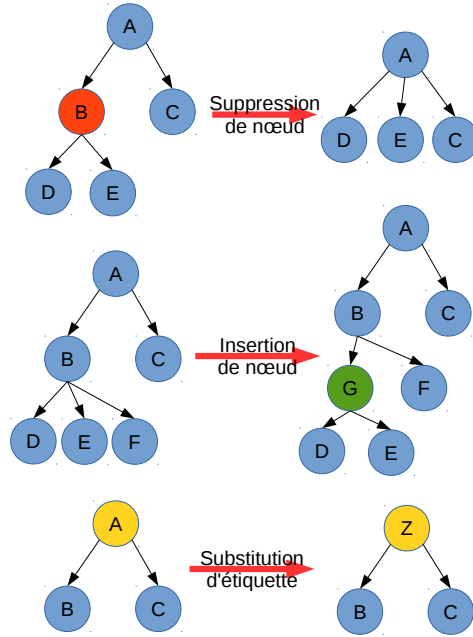 A
A
B
C
Suppression
de nœud
D
E
C
D
E
A
A
B
C
Insertion
de nœud
B
C
G
F
D
E
F
D
E
A
Z
Substitution
d'étiquette
B
C
B
C